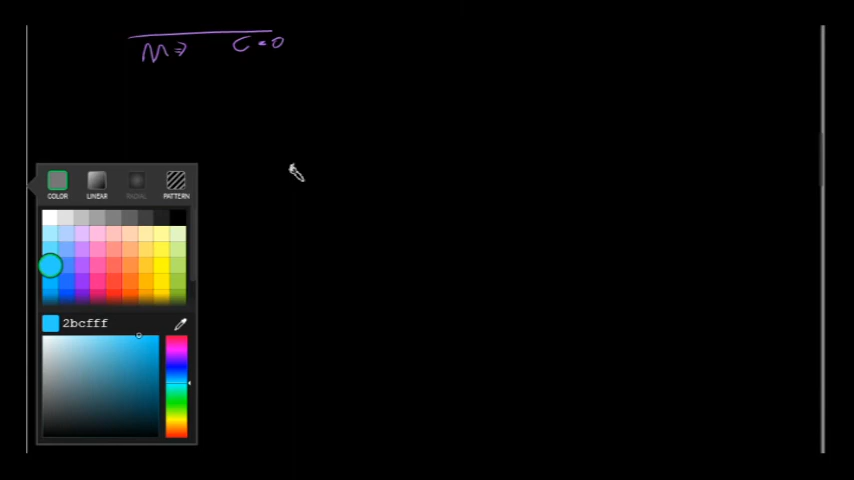 M ⇒ C = 0
COLOR LINEAR RADIAL PATTERN
2bcfff